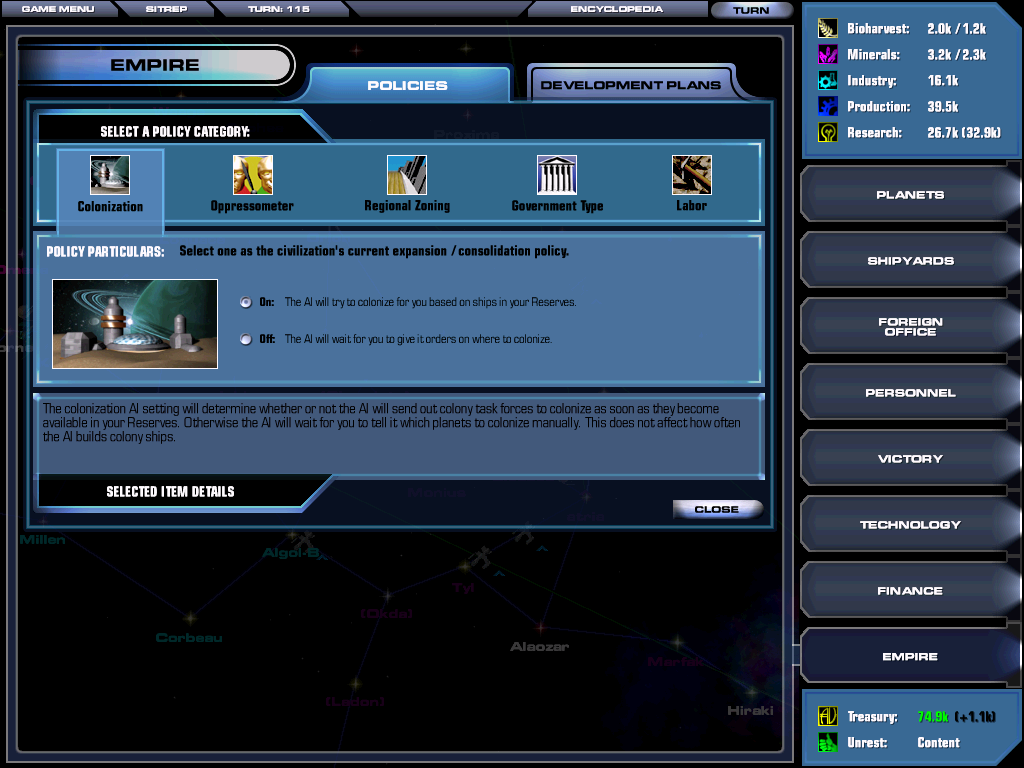 GAME MENU
SITREP
TURN: 115
ENCYCLOPEDIA
TURN
Bioharvest: 2.0k / 1.2k
Minerals: 3.2k / 2.3k
Industry: 16.1k
Production: 39.5k
Research: 26.7k (32.9k)
EMPIRE
POLICIES
DEVELOPMENT PLANS
Proxima
SELECT A POLICY CATEGORY:
Colonization
Oppressometer
Regional Zoning
Government Type
Labor
POLICY PARTICULARS: Select one as the civilization's current expansion / consolidation policy.
On: The AI will try to colonize for you based on ships in your Reserves.
Off: The AI will wait for you to give it orders on where to colonize.
The colonization AI setting will determine whether or not the AI will send out colony task forces to colonize as soon as they become
available in your Reserves. Otherwise the AI will wait for you to tell it which planets to colonize manually. This does not affect how often
the AI builds colony ships.
SELECTED ITEM DETAILS
CLOSE
Millen
Algol B
Tyl
(Okda)
Corbeau
Alaozar
Marfak
(Ledon)
Hiraki
PLANETS
SHIPYARDS
FOREIGN
OFFICE
PERSONNEL
VICTORY
TECHNOLOGY
FINANCE
EMPIRE
Treasury: 74.9k (+1.1k)
Unrest: Content